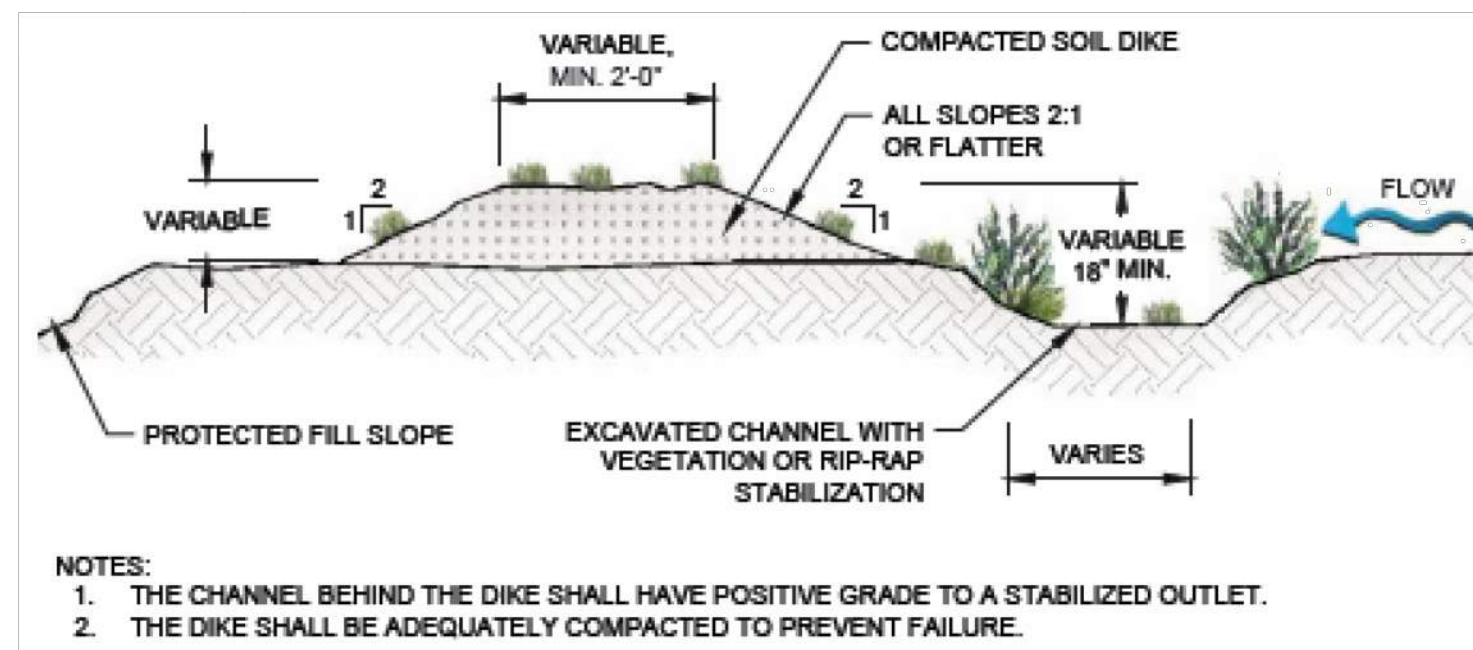 VARIABLE,
MIN. 2'-0"
COMPACTED SOIL DIKE
ALL SLOPES 2:1
OR FLATTER
2
1
2
1
VARIABLE
VARIABLE
18" MIN.
FLOW
PROTECTED FILL SLOPE
EXCAVATED CHANNEL WITH
VEGETATION OR RIP-RAP
STABILIZATION
VARIES
NOTES:
1. THE CHANNEL BEHIND THE DIKE SHALL HAVE POSITIVE GRADE TO A STABILIZED OUTLET.
2. THE DIKE SHALL BE ADEQUATELY COMPACTED TO PREVENT FAILURE.